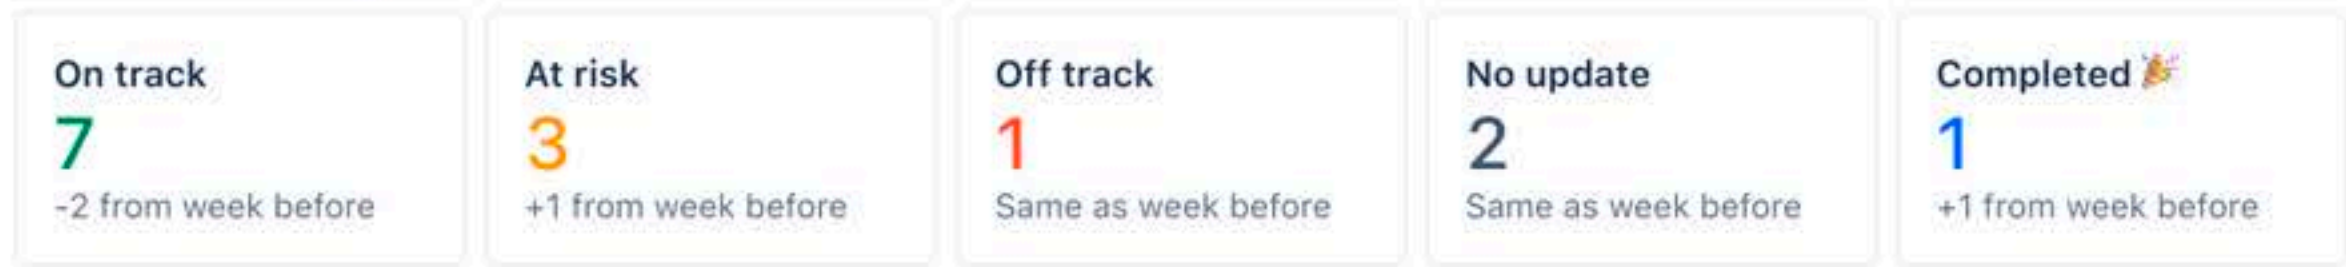 On track
7
-2 from week before
At risk
3
+1 from week before
Off track
1
Same as week before
No update
2
Same as week before
Completed 🎉
1
+1 from week before